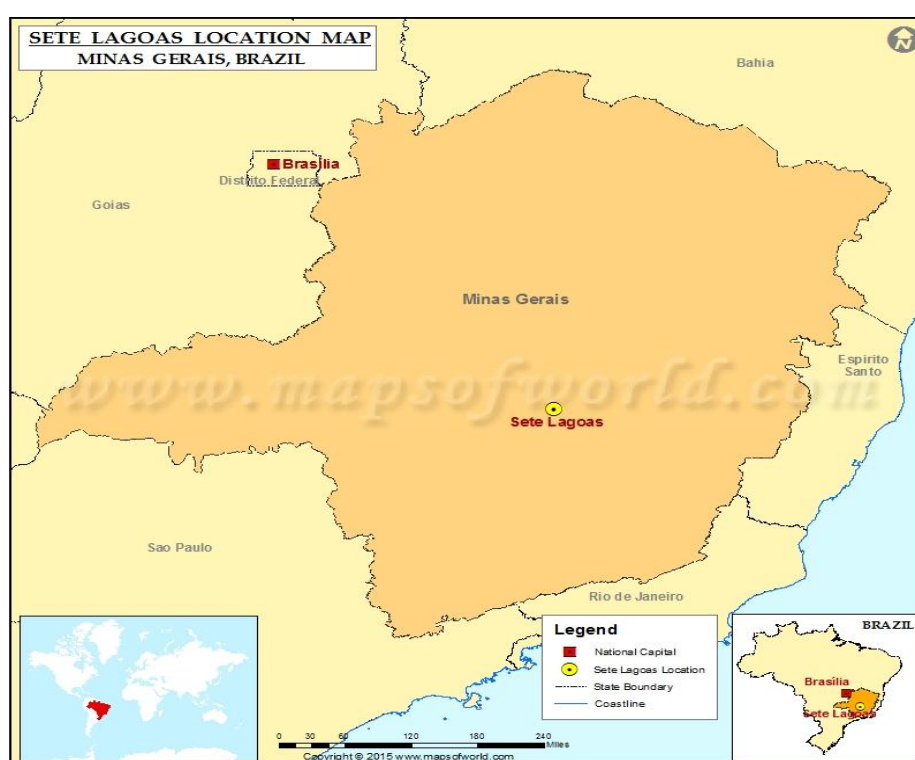 SETE LAGOAS LOCATION MAP
MINAS GERAIS, BRAZIL
N
Bahia
Brasilia
Distrito Federal
Goias
Minas Gerais
Espirito
Santo
www.mapsofworld.com
Sete Lagoas
Sao Paulo
Rio de Janeiro
Legend
National Capital
Sete Lagoas Location
State Boundary
Coastline
BRAZIL
Brasilia
Sete Lagoas
0 30 60 120 180 240
Miles
Copyright © 2015 www.mapsofworld.com